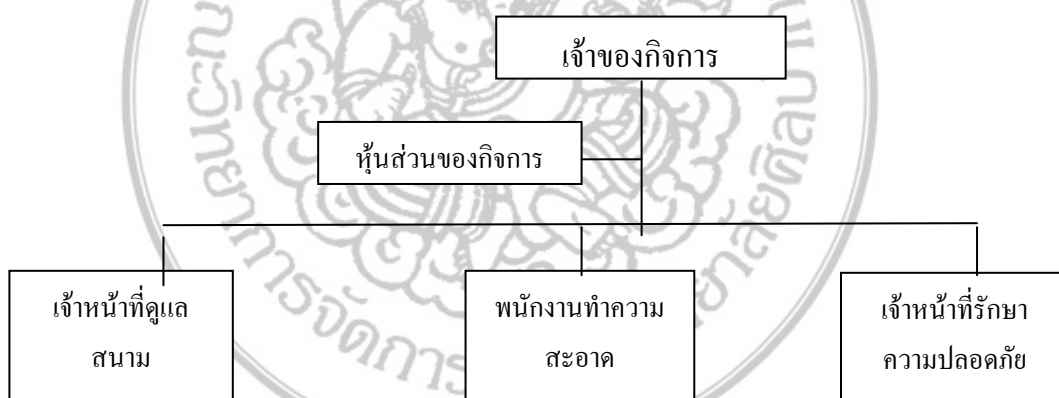 เจ้าของกิจการ
หุ้นส่วนของกิจการ
เจ้าหน้าที่ดูแล
สนาม
พนักงานทำความ
สะอาด
เจ้าหน้าที่รักษา
ความปลอดภัย